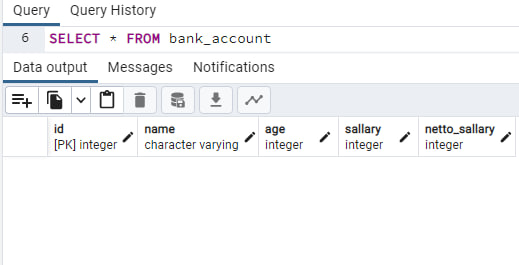 Query Query History
6 SELECT * FROM bank_account
Data output Messages Notifications
id name age sallary netto_sallary
[PK] integer character varying integer integer integer